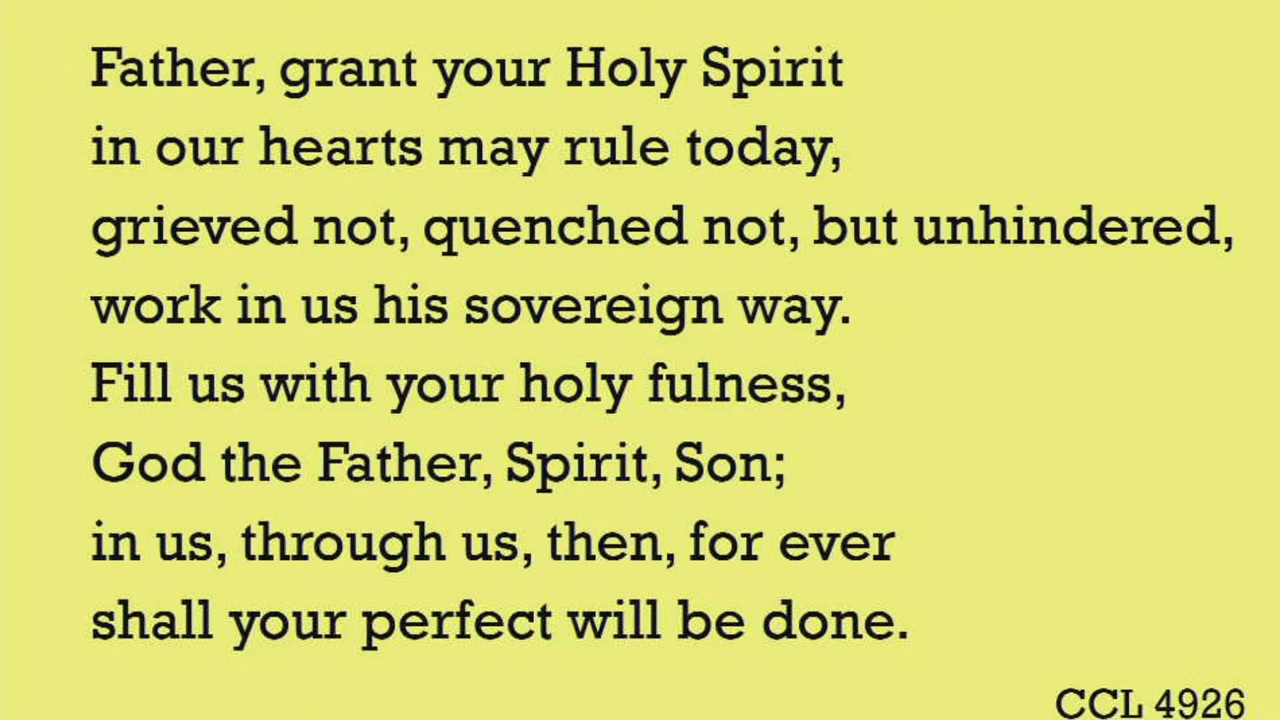 Father, grant your Holy Spirit
in our hearts may rule today,
grieved not, quenched not, but unhindered,
work in us his sovereign way.
Fill us with your holy fulness,
God the Father, Spirit, Son;
in us, through us, then, for ever
shall your perfect will be done.
CCL 4926